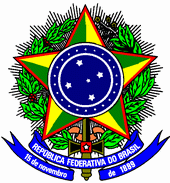 REPÚBLICA FEDERATIVA DO BRASIL
15 de novembro de 1889